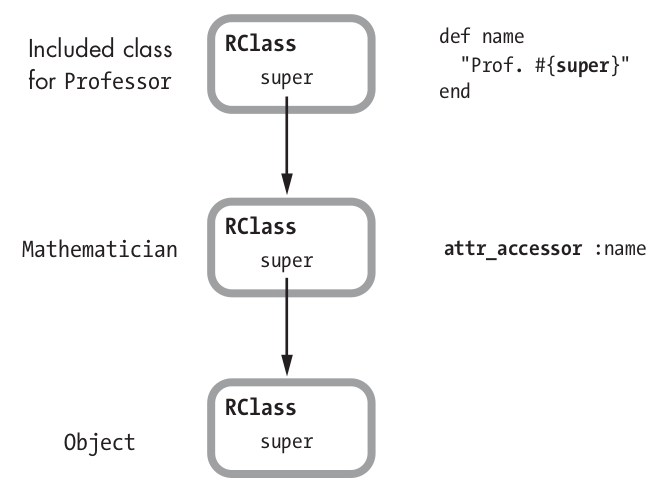 Included class
for Professor
RClass
super
def name
  "Prof. #{super}"
end
Mathematician
RClass
super
attr_accessor :name
Object
RClass
super